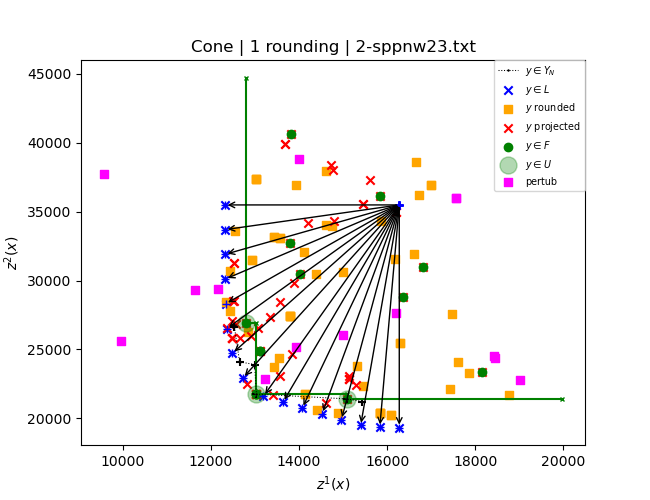 Cone | 1 rounding | 2-sppnw23.txt
y ∈ Y_N
y ∈ L
y rounded
y projected
y ∈ F
y ∈ U
pertub
45000
40000
35000
30000
25000
20000
z²(x)
10000 12000 14000 16000 18000 20000
z¹(x)